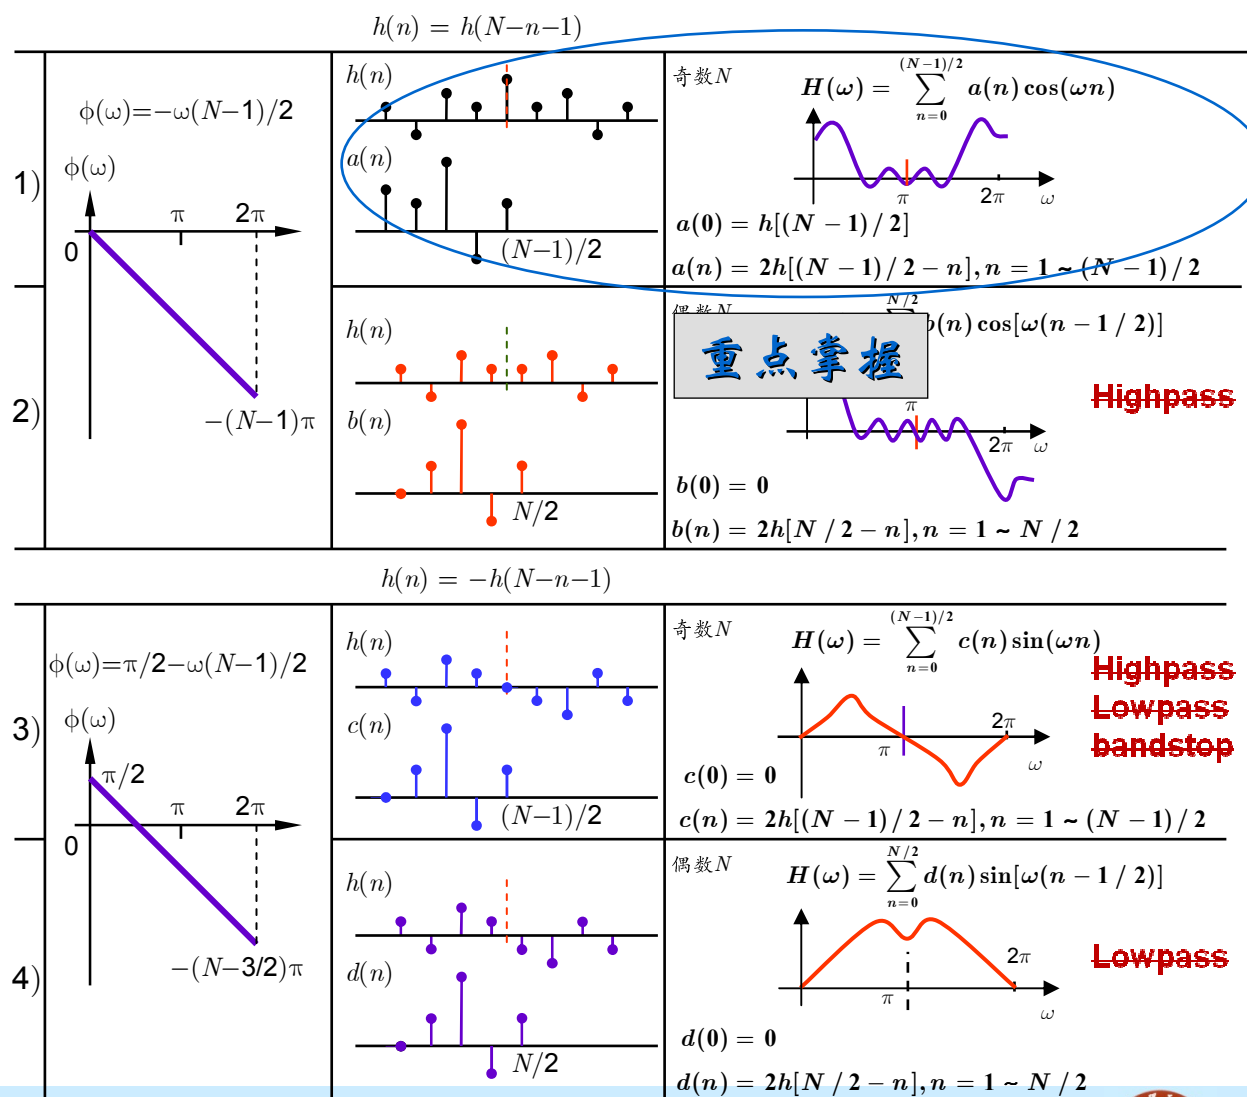 h(n) = h(N−n−1)
1)
ϕ(ω)=−ω(N−1)/2
ϕ(ω)
0
π
2π
−(N−1)π
h(n)
a(n)
(N−1)/2
奇数N
H(ω) = ∑_{n=0}^{(N−1)/2} a(n) cos(ωn)
π
2π
ω
a(0) = h[(N − 1) / 2]
a(n) = 2h[(N − 1) / 2 − n], n = 1 ~ (N − 1) / 2
2)
h(n)
b(n)
N/2
偶数N
N/2
b(n) cos[ω(n − 1 / 2)]
重点掌握
Highpass
π
2π
ω
b(0) = 0
b(n) = 2h[N / 2 − n], n = 1 ~ N / 2
h(n) = −h(N−n−1)
3)
ϕ(ω)=π/2−ω(N−1)/2
ϕ(ω)
π/2
0
π
2π
−(N−3/2)π
h(n)
c(n)
(N−1)/2
奇数N
H(ω) = ∑_{n=0}^{(N−1)/2} c(n) sin(ωn)
Highpass
Lowpass
bandstop
π
2π
ω
c(0) = 0
c(n) = 2h[(N − 1) / 2 − n], n = 1 ~ (N − 1) / 2
4)
h(n)
d(n)
N/2
偶数N
H(ω) = ∑_{n=0}^{N/2} d(n) sin[ω(n − 1 / 2)]
Lowpass
π
2π
ω
d(0) = 0
d(n) = 2h[N / 2 − n], n = 1 ~ N / 2